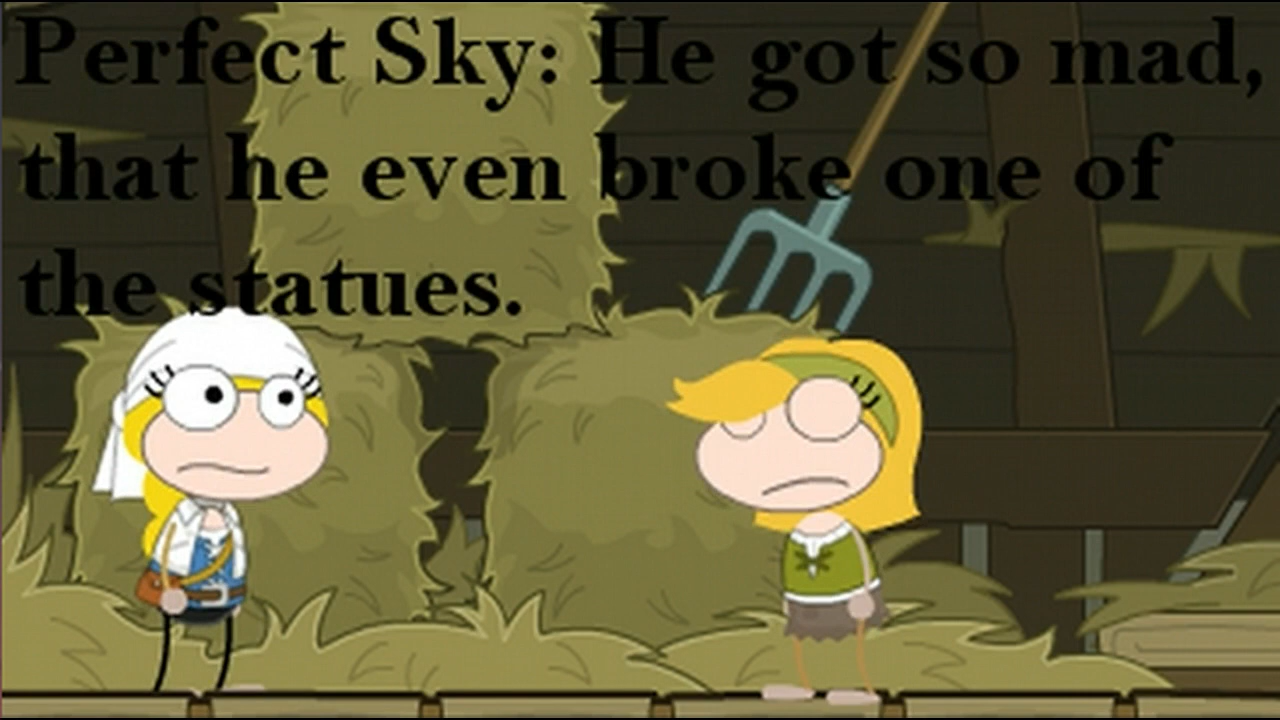 Perfect Sky: He got so mad,
that he even broke one of
the statues.